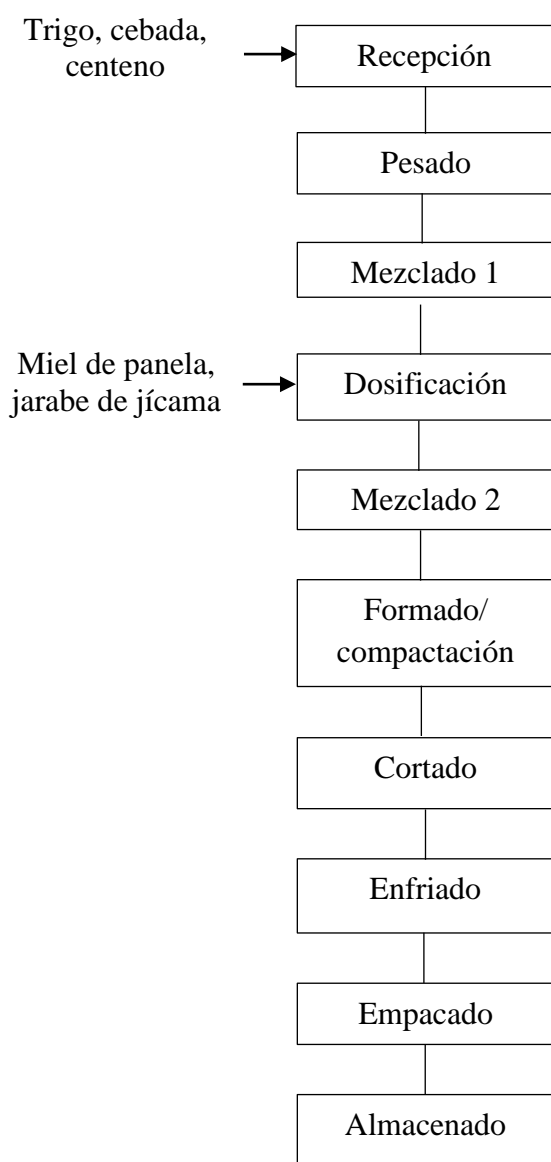 Trigo, cebada,
centeno
Recepción
Pesado
Mezclado 1
Miel de panela,
jarabe de jícama
Dosificación
Mezclado 2
Formado/
compactación
Cortado
Enfriado
Empacado
Almacenado